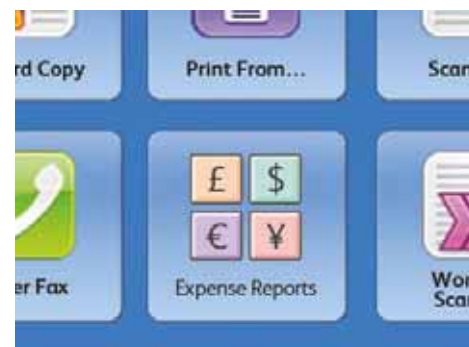 rd Copy
Print From...
Scan
£ $
er Fax
€ ¥
Expense Reports
Wor
Scan